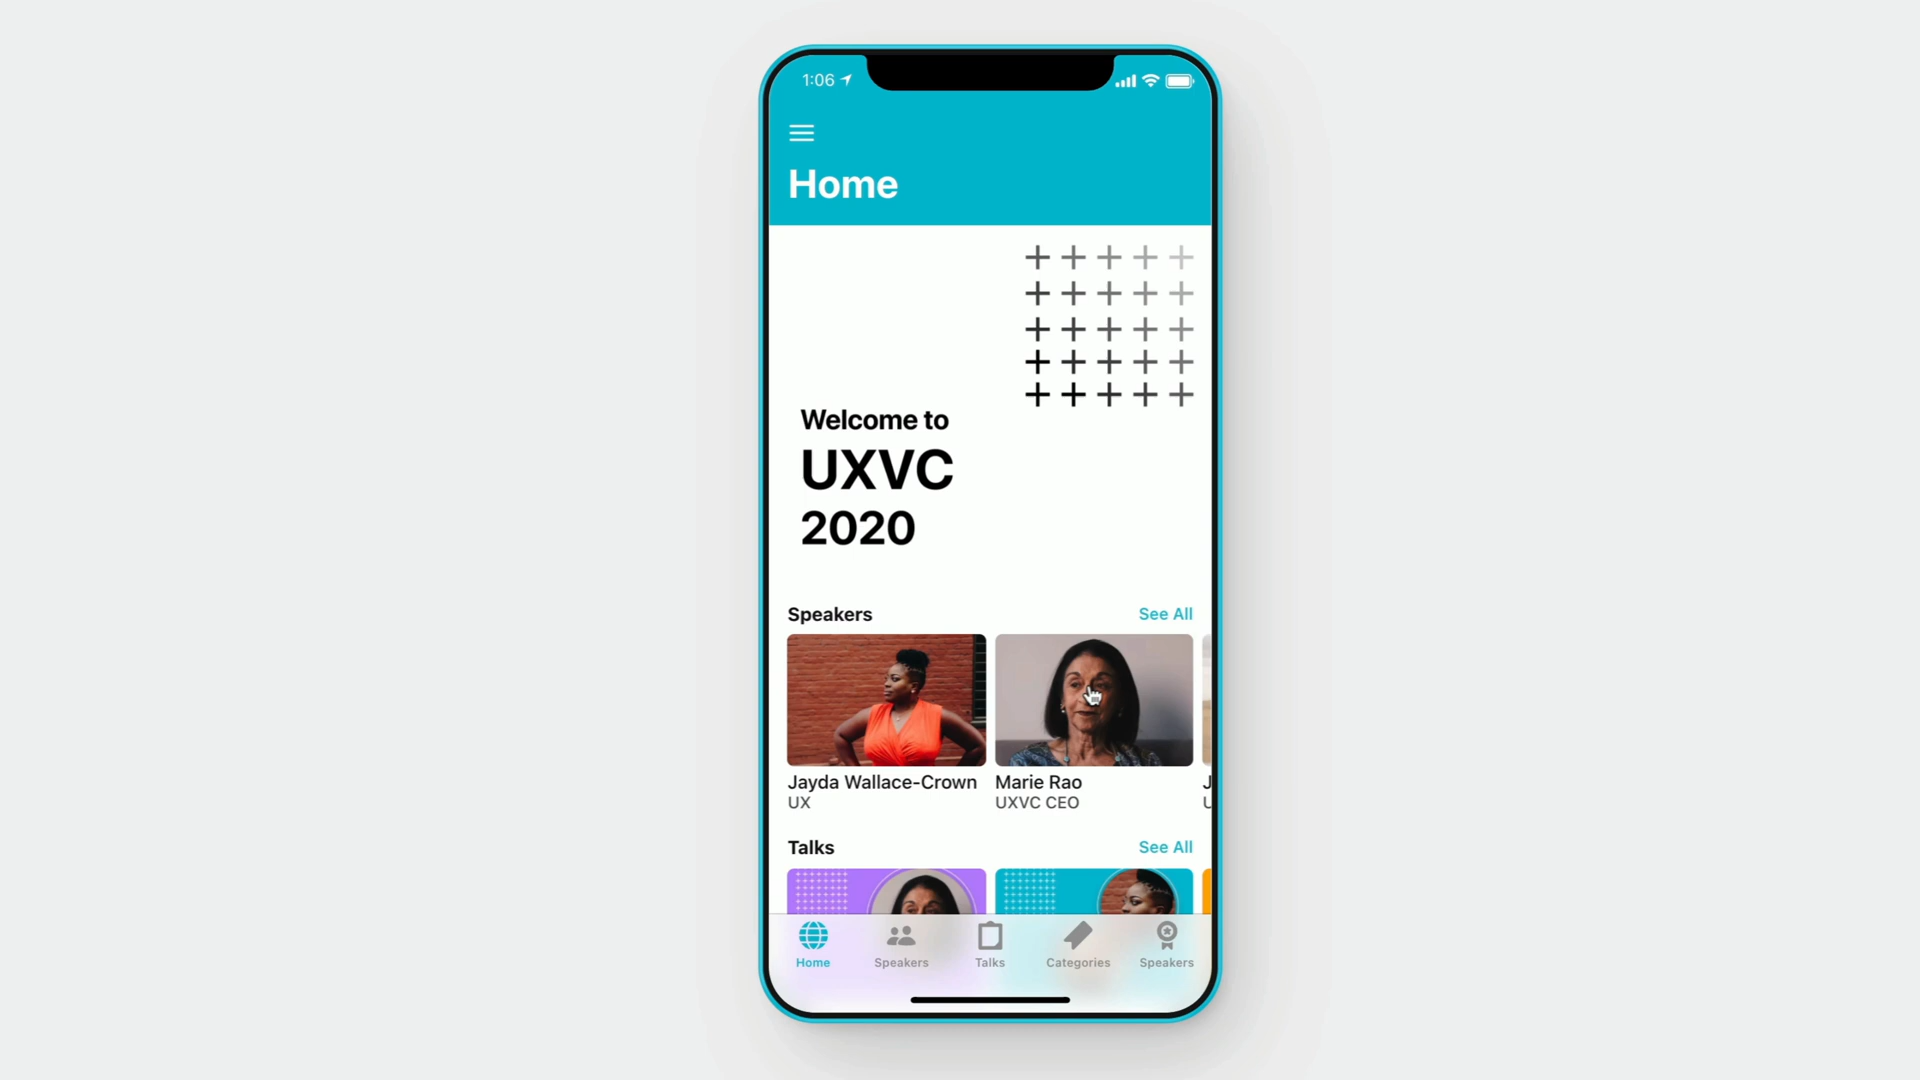 1:06
Home
Welcome to
UXVC
2020
Speakers See All
Jayda Wallace-Crown Marie Rao
UX UXVC CEO
Talks See All
Home Speakers Talks Categories Speakers